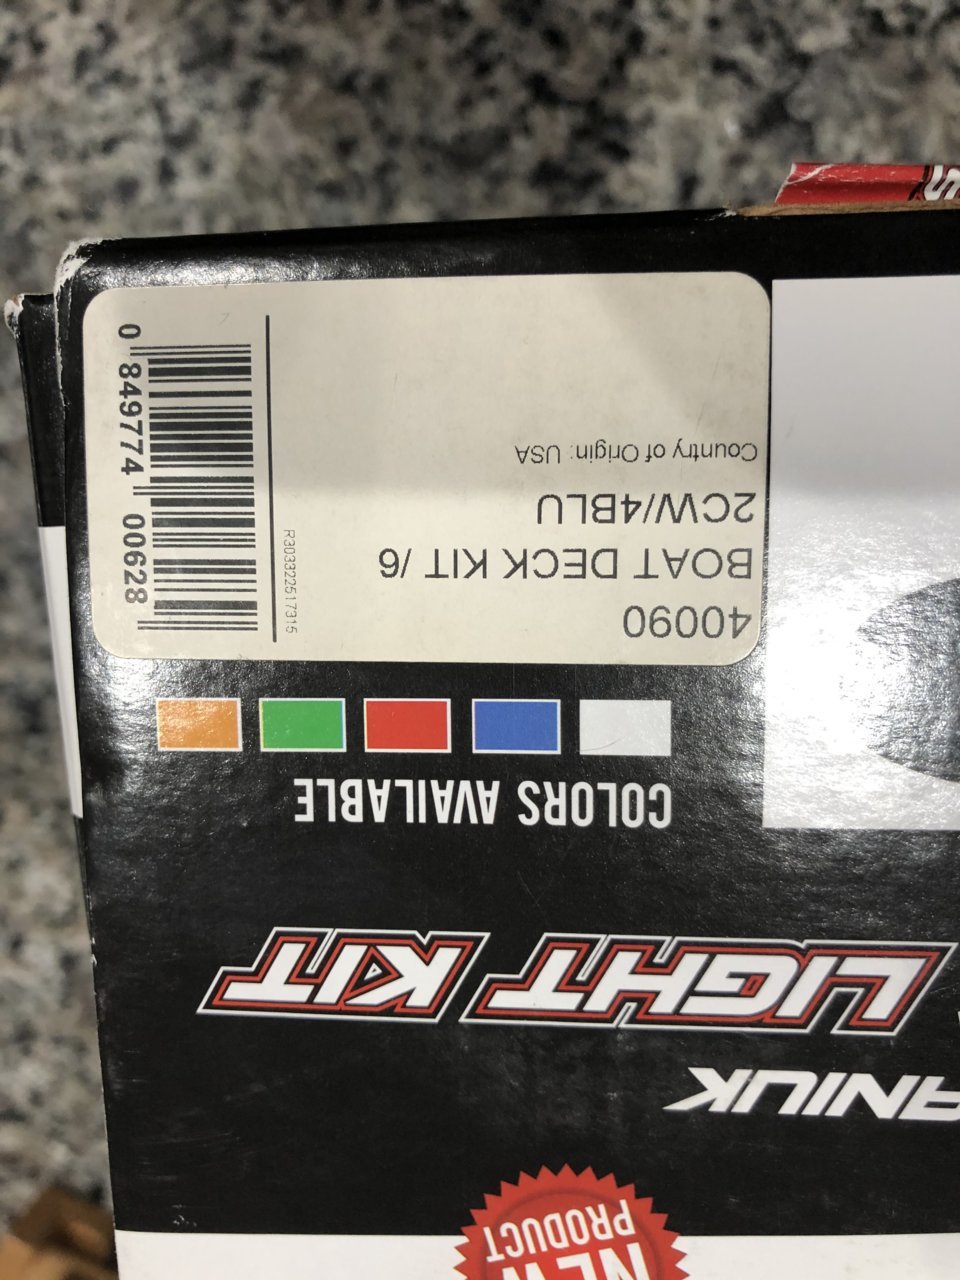 NEW
PRODUCT
ANIUK
LIGHT KIT
COLORS AVAILABLE
40090
BOAT DECK KIT /6
2CW/4BLU
Country of Origin: USA
R303322517315
0 849774 00628